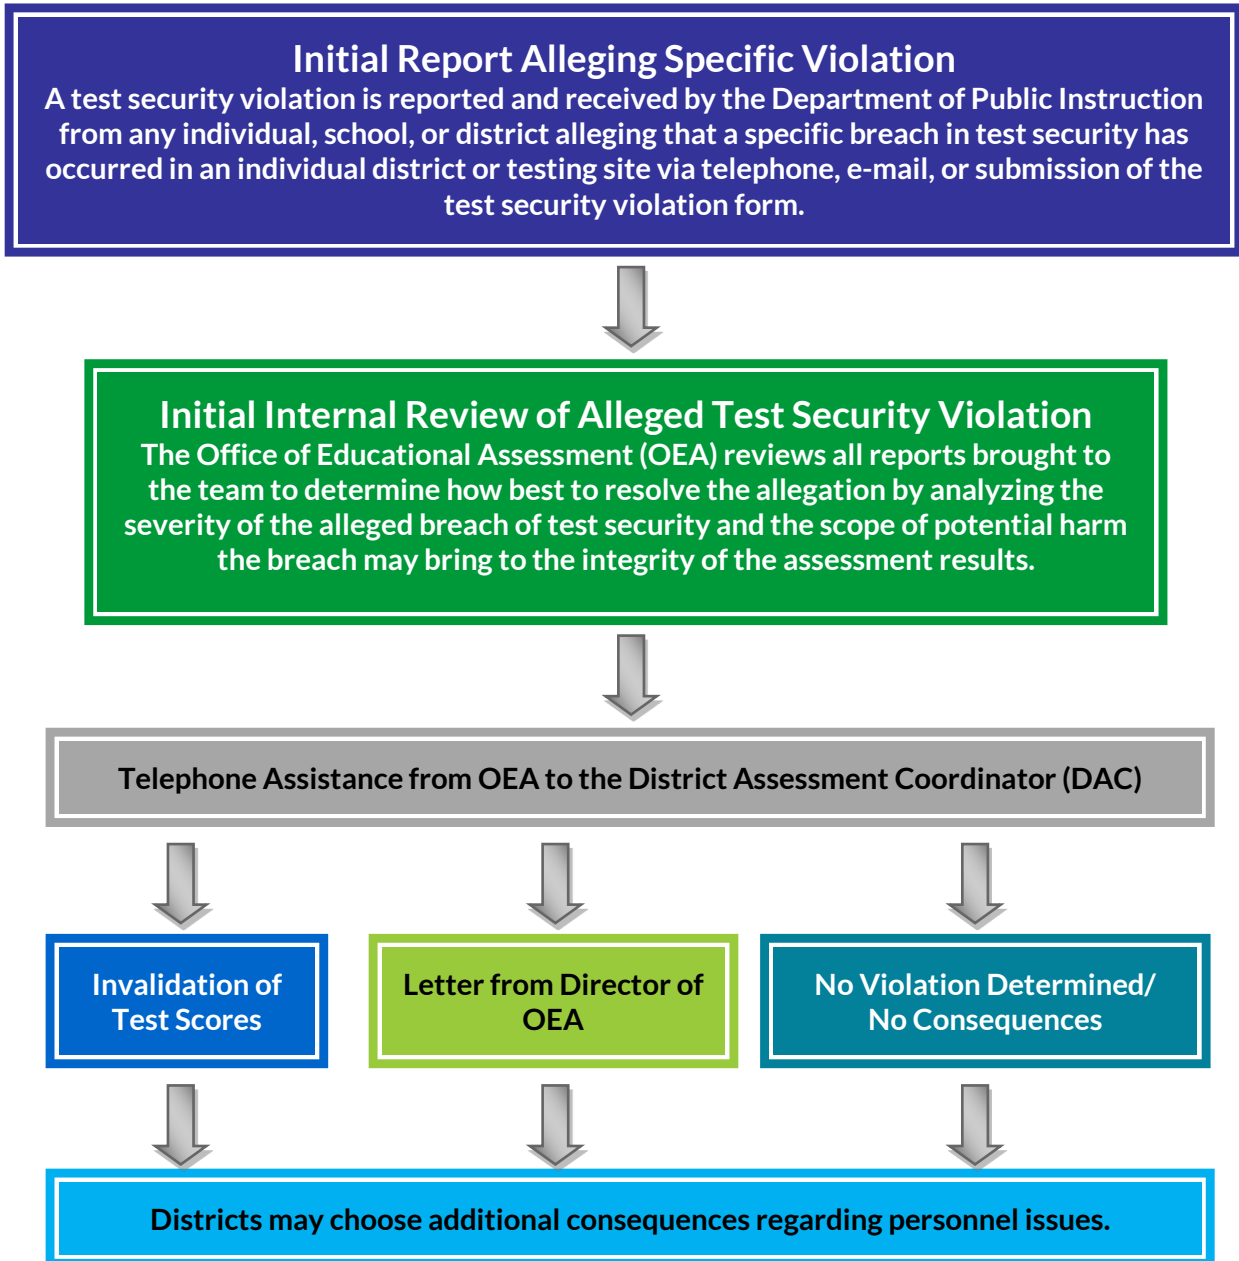 Initial Report Alleging Specific Violation
A test security violation is reported and received by the Department of Public Instruction
from any individual, school, or district alleging that a specific breach in test security has
occurred in an individual district or testing site via telephone, e-mail, or submission of the
test security violation form.
Initial Internal Review of Alleged Test Security Violation
The Office of Educational Assessment (OEA) reviews all reports brought to
the team to determine how best to resolve the allegation by analyzing the
severity of the alleged breach of test security and the scope of potential harm
the breach may bring to the integrity of the assessment results.
Telephone Assistance from OEA to the District Assessment Coordinator (DAC)
Invalidation of
Test Scores
Letter from Director of
OEA
No Violation Determined/
No Consequences
Districts may choose additional consequences regarding personnel issues.